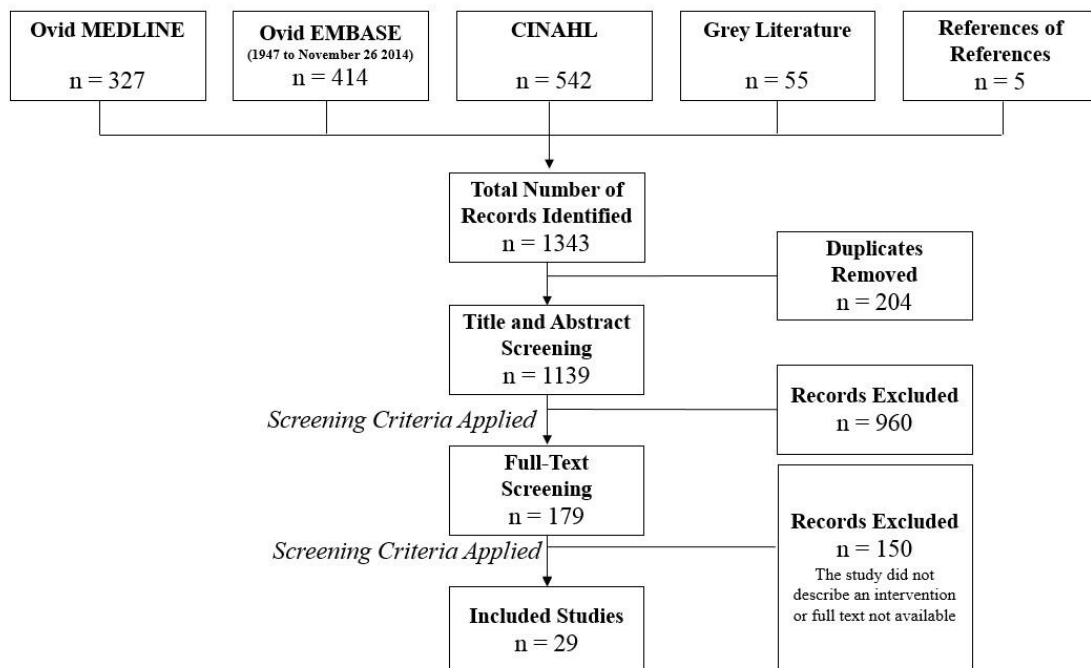 Ovid MEDLINE
n = 327
Ovid EMBASE
(1947 to November 26 2014)
n = 414
CINAHL
n = 542
Grey Literature
n = 55
References of
References
n = 5
Total Number of
Records Identified
n = 1343
Duplicates
Removed
n = 204
Title and Abstract
Screening
n = 1139
Screening Criteria Applied
Records Excluded
n = 960
Full-Text
Screening
n = 179
Screening Criteria Applied
Records Excluded
n = 150
The study did not
describe an intervention
or full text not available
Included Studies
n = 29